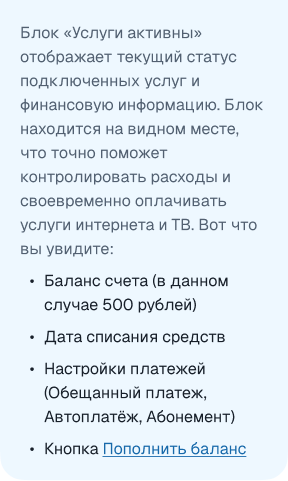 Блок «Услуги активны»
отображает текущий статус
подключенных услуг и
финансовую информацию. Блок
находится на видном месте,
что точно поможет
контролировать расходы и
своевременно оплачивать
услуги интернета и ТВ. Вот что
вы увидите:
• Баланс счета (в данном
случае 500 рублей)
• Дата списания средств
• Настройки платежей
(Обещанный платеж,
Автоплатёж, Абонемент)
• Кнопка Пополнить баланс